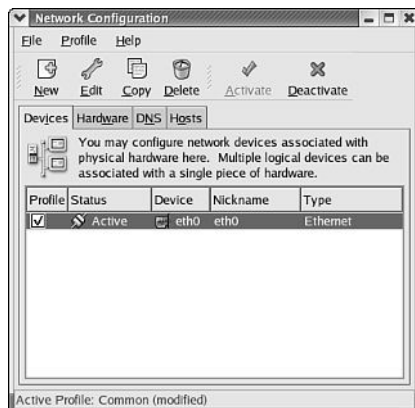 Network Configuration
File Profile Help
New Edit Copy Delete Activate Deactivate
Devices Hardware DNS Hosts
You may configure network devices associated with
physical hardware here. Multiple logical devices can be
associated with a single piece of hardware.
Profile Status Device Nickname Type
Active eth0 eth0 Ethernet
Active Profile: Common (modified)